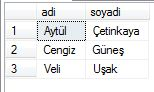 adi soyadi
1 Aytül Çetinkaya
2 Cengiz Güneş
3 Veli Uşak